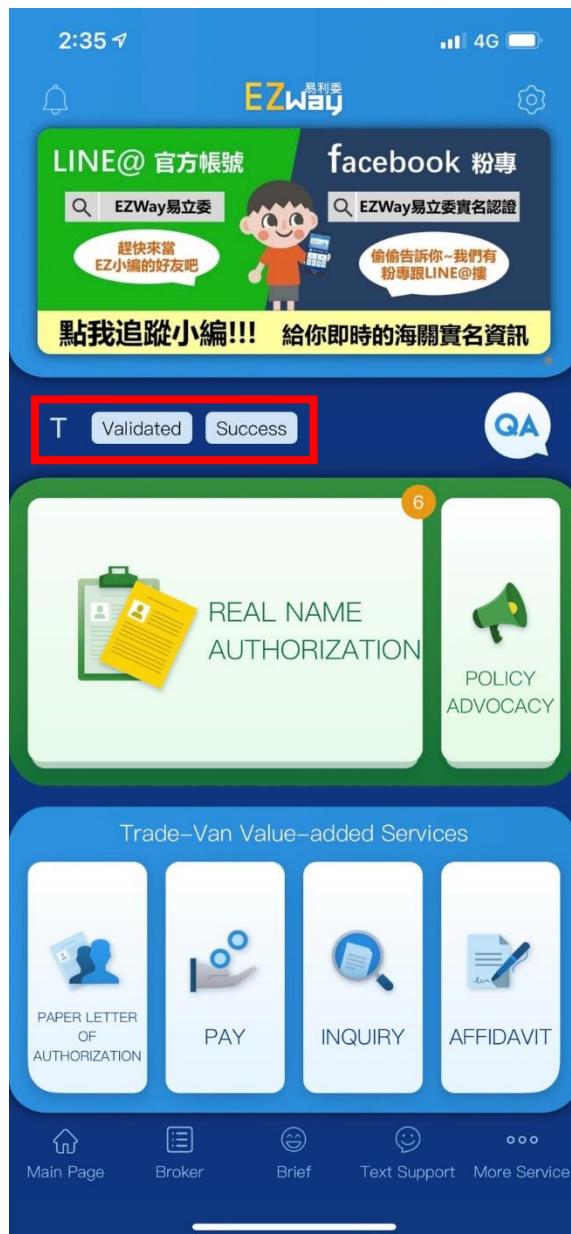 2:35 4G
EZWay 易利委
LINE@ 官方帳號
facebook 粉專
EZWay易立委
EZWay易立委實名認證
趕快來當
EZ小編的好友吧
偷偷告訴你~我們有
粉專跟LINE@摟
點我追蹤小編!!! 給你即時的海關實名資訊
T Validated Success
QA
6
REAL NAME
AUTHORIZATION
POLICY
ADVOCACY
Trade-Van Value-added Services
PAPER LETTER
OF
AUTHORIZATION
PAY
INQUIRY
AFFIDAVIT
Main Page Broker Brief Text Support More Service